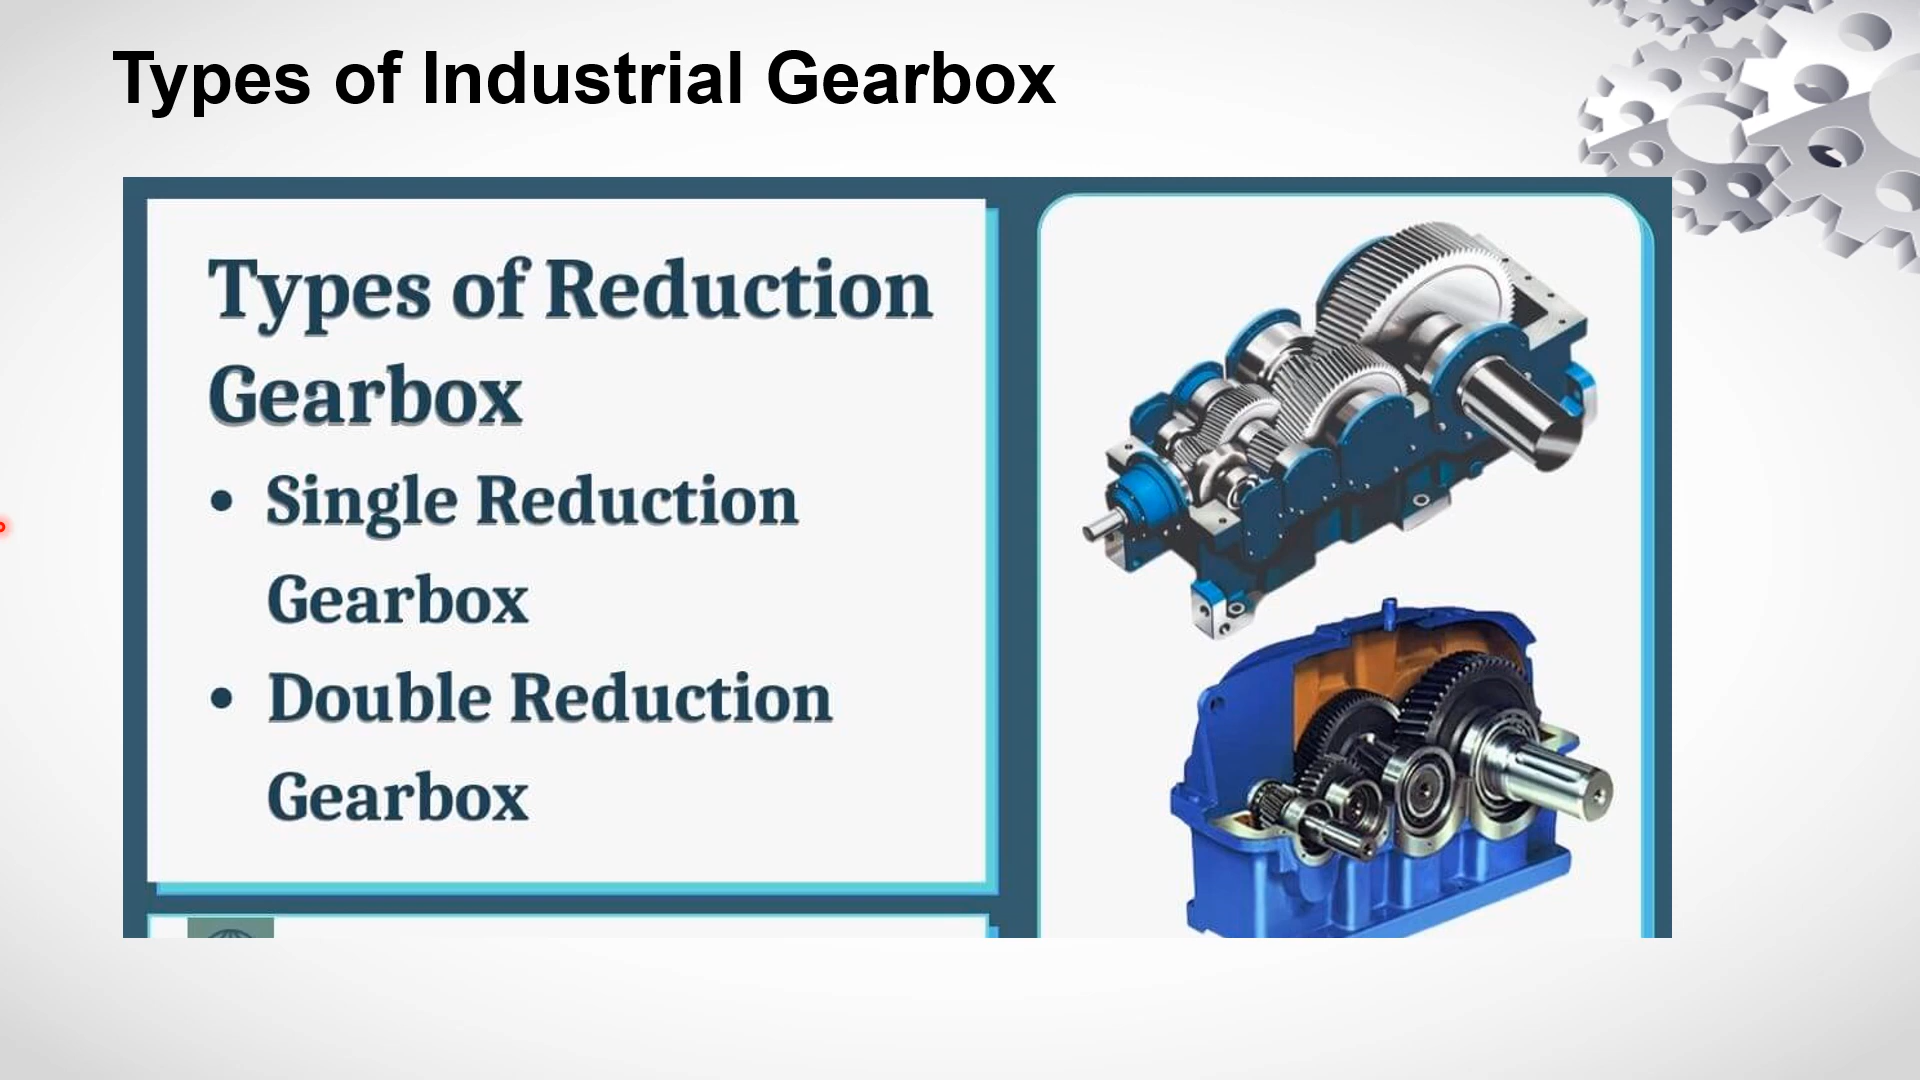 Types of Industrial Gearbox
Types of Reduction
Gearbox
• Single Reduction
Gearbox
• Double Reduction
Gearbox